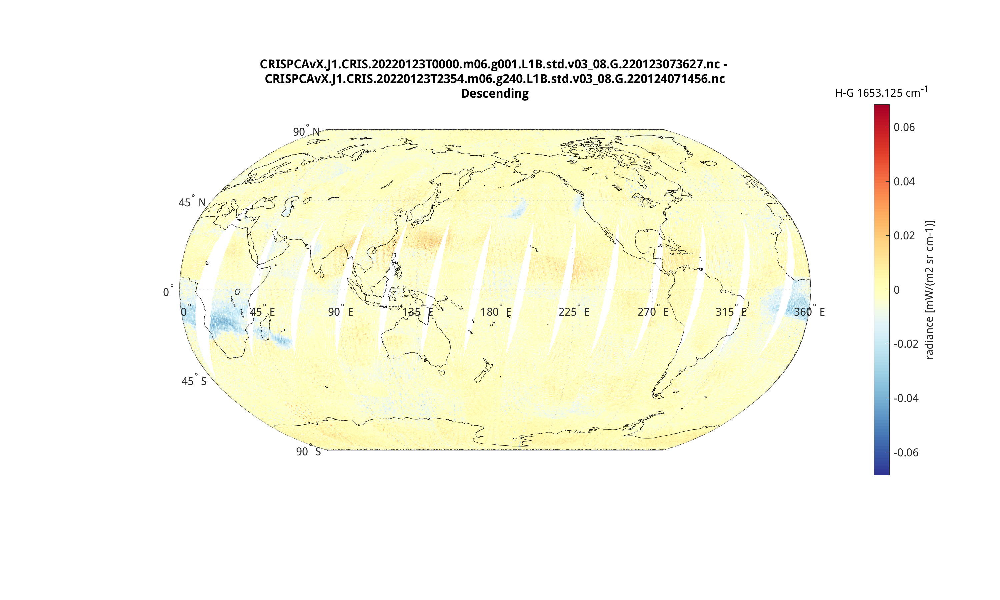 CRISPCAvX.J1.CRIS.20220123T0000.m06.g001.L1B.std.v03_08.G.220123073627.nc -
CRISPCAvX.J1.CRIS.20220123T2354.m06.g240.L1B.std.v03_08.G.220124071456.nc
Descending
H-G 1653.125 cm-1
90° N
45° N
0°
0° 45° E 90° E 135° E 180° E 225° E 270° E 315° E 360° E
45° S
90° S
0.06
0.04
0.02
0
-0.02
-0.04
-0.06
radiance [mW/(m2 sr cm-1)]